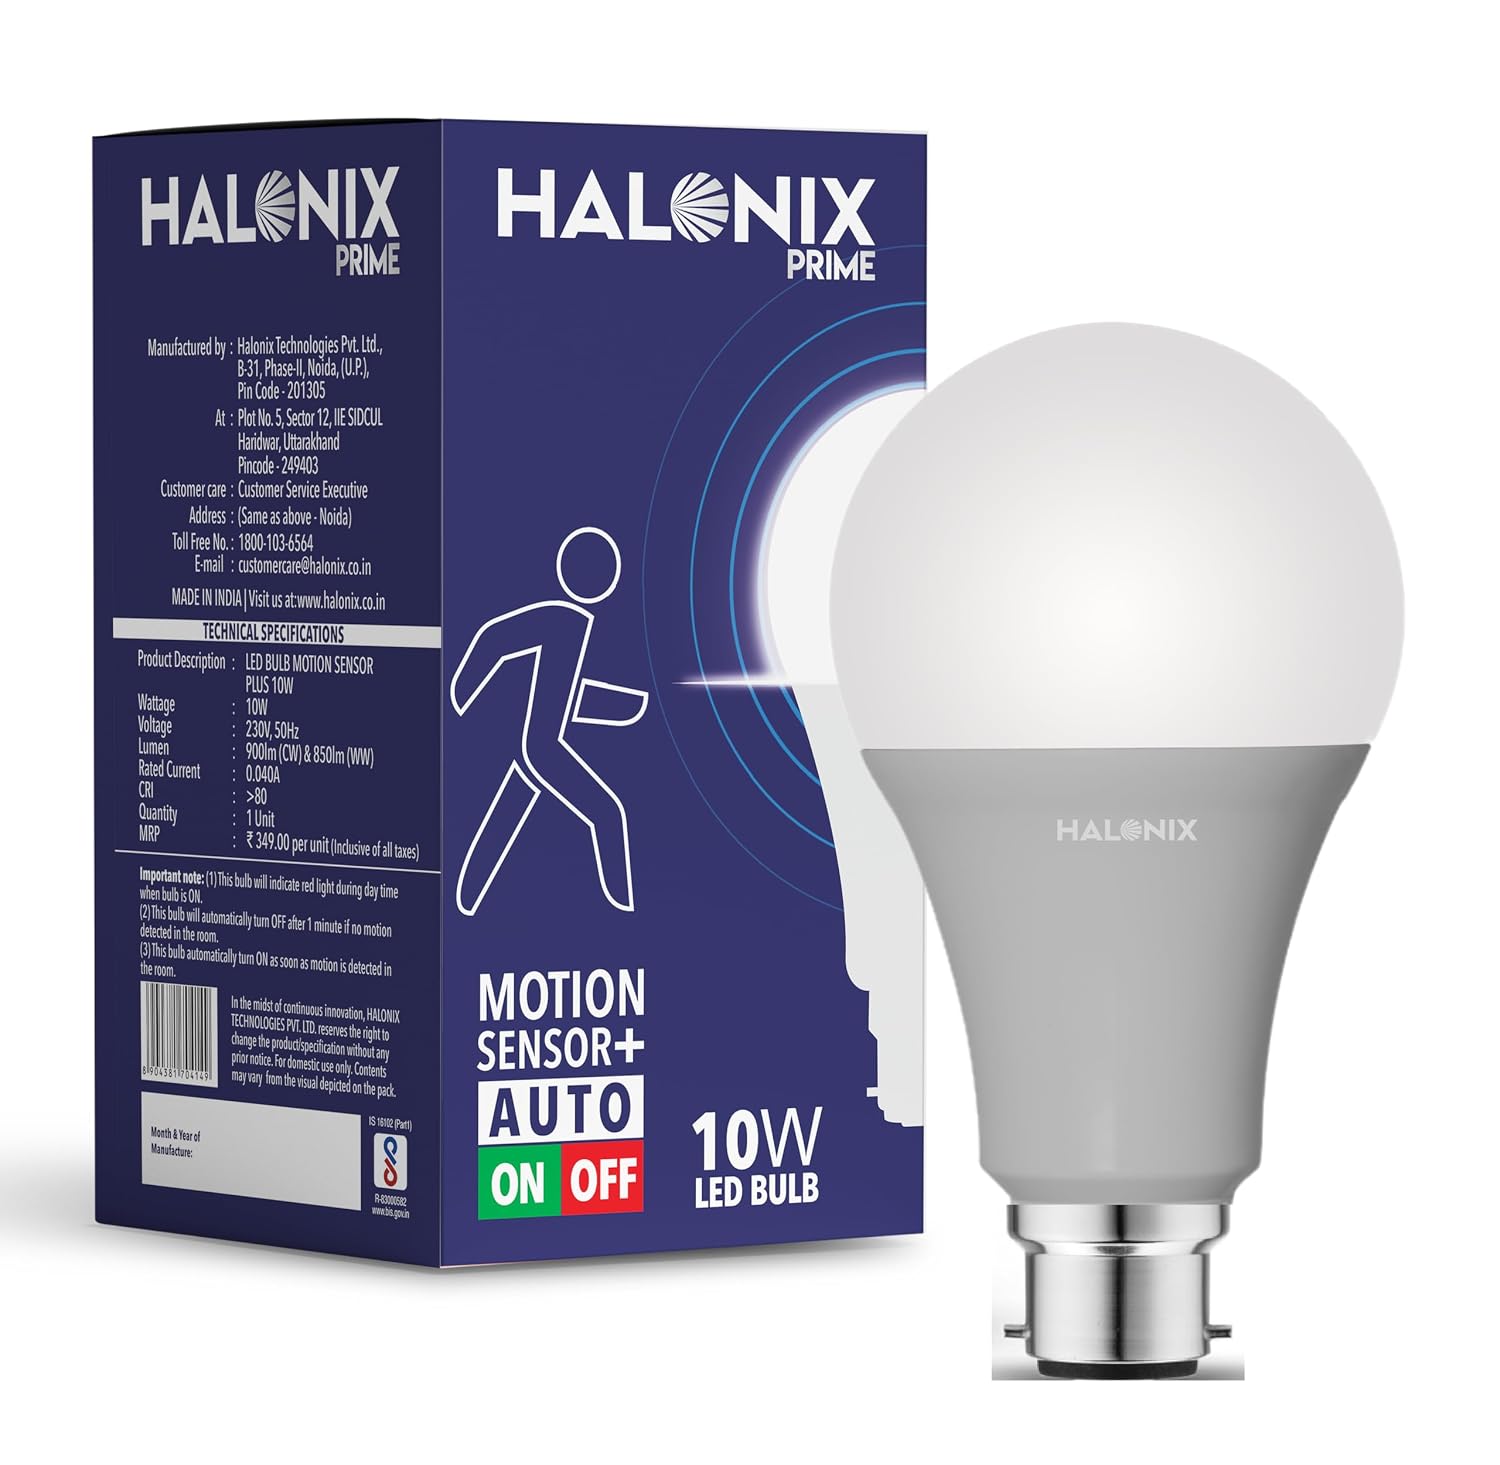 HALONIX
PRIME
Manufactured by : Halonix Technologies Pvt. Ltd.,
B-31, Phase-II, Noida, (U.P.),
Pin Code - 201305
At : Plot No. 5, Sector 12, IIE SIDCUL
Haridwar, Uttarakhand
Pincode - 249403
Customer care : Customer Service Executive
Address : (Same as above - Noida)
Toll Free No. : 1800-103-6564
E-mail : customercare@halonix.co.in
MADE IN INDIA | Visit us at:www.halonix.co.in
TECHNICAL SPECIFICATIONS
Product Description : LED BULB MOTION SENSOR
PLUS 10W
Wattage : 10W
Voltage : 230V, 50Hz
Lumen : 900lm (CW) & 850lm (WW)
Rated Current : 0.040A
CRI : >80
Quantity : 1 Unit
MRP : ₹ 349.00 per unit (Inclusive of all taxes)
Important note: (1) This bulb will indicate red light during day time
when bulb is ON.
(2) This bulb will automatically turn OFF after 1 minute if no motion
detected in the room.
(3) This bulb automatically turn ON as soon as motion is detected in
the room.
8 904381 704149
In the midst of continuous innovation, HALONIX
TECHNOLOGIES PVT. LTD. reserves the right to
change the product/specification without any
prior notice. For domestic use only. Contents
may vary from the visual depicted on the pack.
Month & Year of
Manufacture:
IS 16102 (Part1)
R-83000582
www.bis.gov.in
HALONIX
PRIME
MOTION
SENSOR+
AUTO
ON OFF
10W
LED BULB
HALONIX